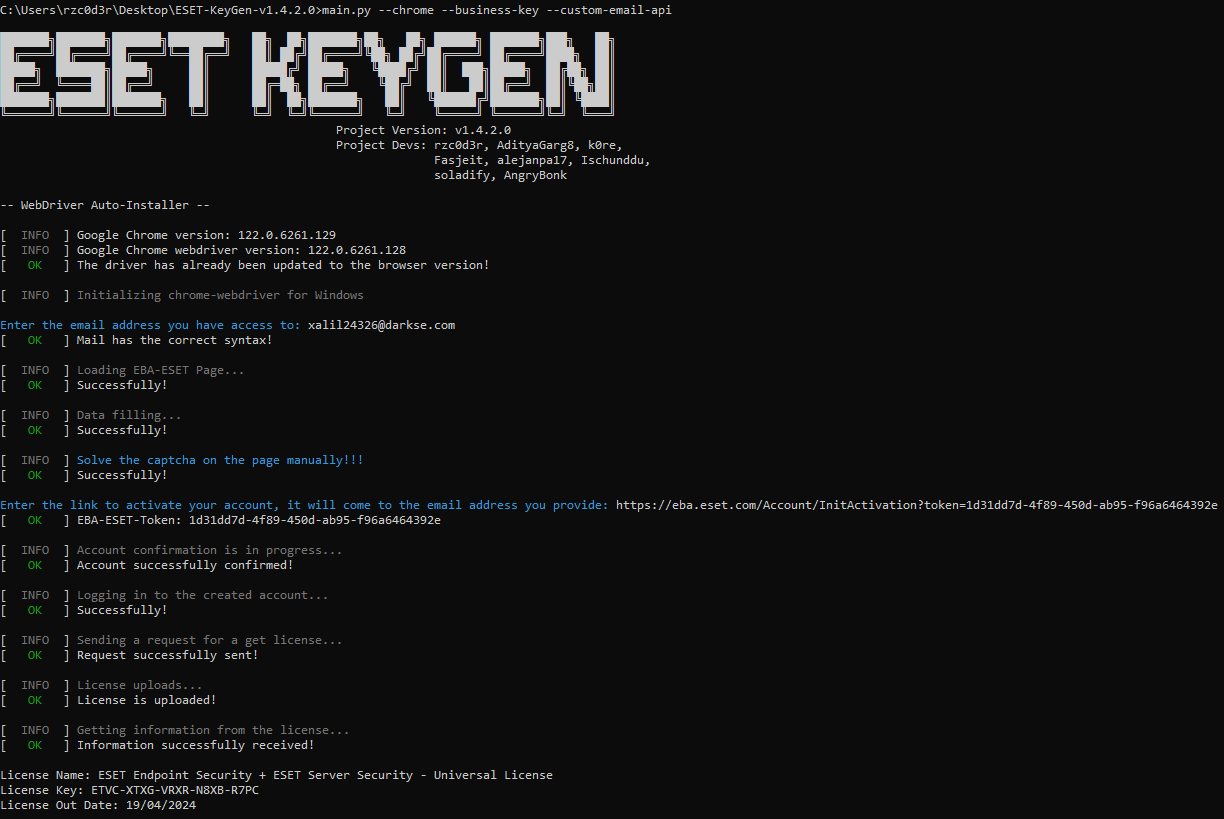 C:\Users\rzc0d3r\Desktop\ESET-KeyGen-v1.4.2.0>main.py --chrome --business-key --custom-email-api
ESET KEYGEN
Project Version: v1.4.2.0
Project Devs: rzc0d3r, AdityaGarg8, k0re,
Fasjeit, alejanpa17, Ischunddu,
soladify, AngryBonk
-- WebDriver Auto-Installer --
[ INFO ] Google Chrome version: 122.0.6261.129
[ INFO ] Google Chrome webdriver version: 122.0.6261.128
[ OK ] The driver has already been updated to the browser version!
[ INFO ] Initializing chrome-webdriver for Windows
Enter the email address you have access to: xalil24326@darkse.com
[ OK ] Mail has the correct syntax!
[ INFO ] Loading EBA-ESET Page...
[ OK ] Successfully!
[ INFO ] Data filling...
[ OK ] Successfully!
[ INFO ] Solve the captcha on the page manually!!!
[ OK ] Successfully!
Enter the link to activate your account, it will come to the email address you provide: https://eba.eset.com/Account/InitActivation?token=1d31dd7d-4f89-450d-ab95-f96a6464392e
[ OK ] EBA-ESET-Token: 1d31dd7d-4f89-450d-ab95-f96a6464392e
[ INFO ] Account confirmation is in progress...
[ OK ] Account successfully confirmed!
[ INFO ] Logging in to the created account...
[ OK ] Successfully!
[ INFO ] Sending a request for a get license...
[ OK ] Request successfully sent!
[ INFO ] License uploads...
[ OK ] License is uploaded!
[ INFO ] Getting information from the license...
[ OK ] Information successfully received!
License Name: ESET Endpoint Security + ESET Server Security - Universal License
License Key: ETVC-XTXG-VRXR-N8XB-R7PC
License Out Date: 19/04/2024